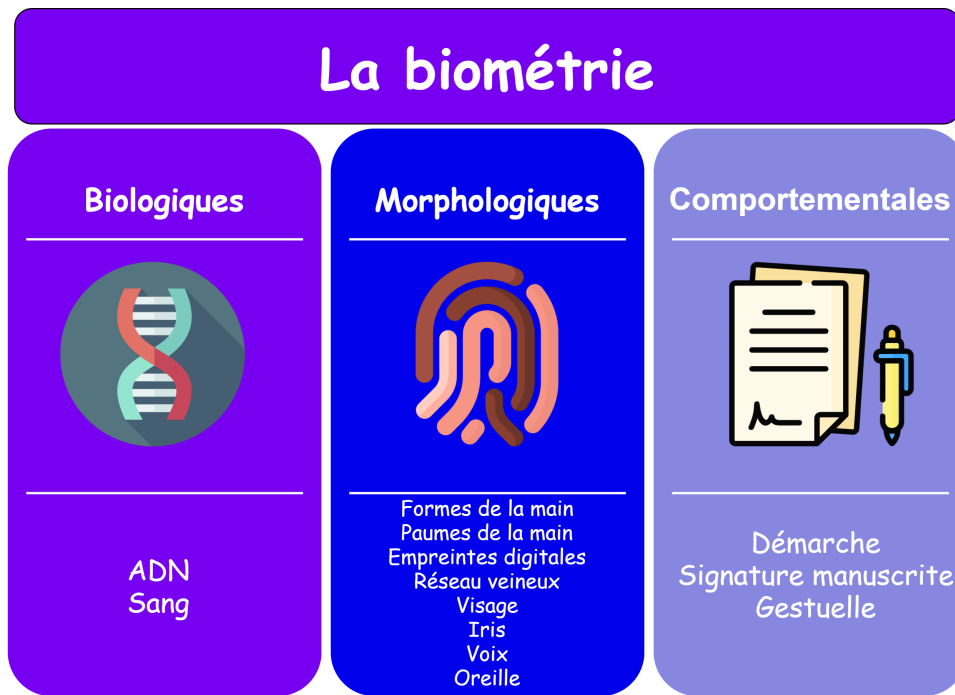 La biométrie
Biologiques
ADN
Sang
Morphologiques
Formes de la main
Paumes de la main
Empreintes digitales
Réseau veineux
Visage
Iris
Voix
Oreille
Comportementales
Démarche
Signature manuscrite
Gestuelle